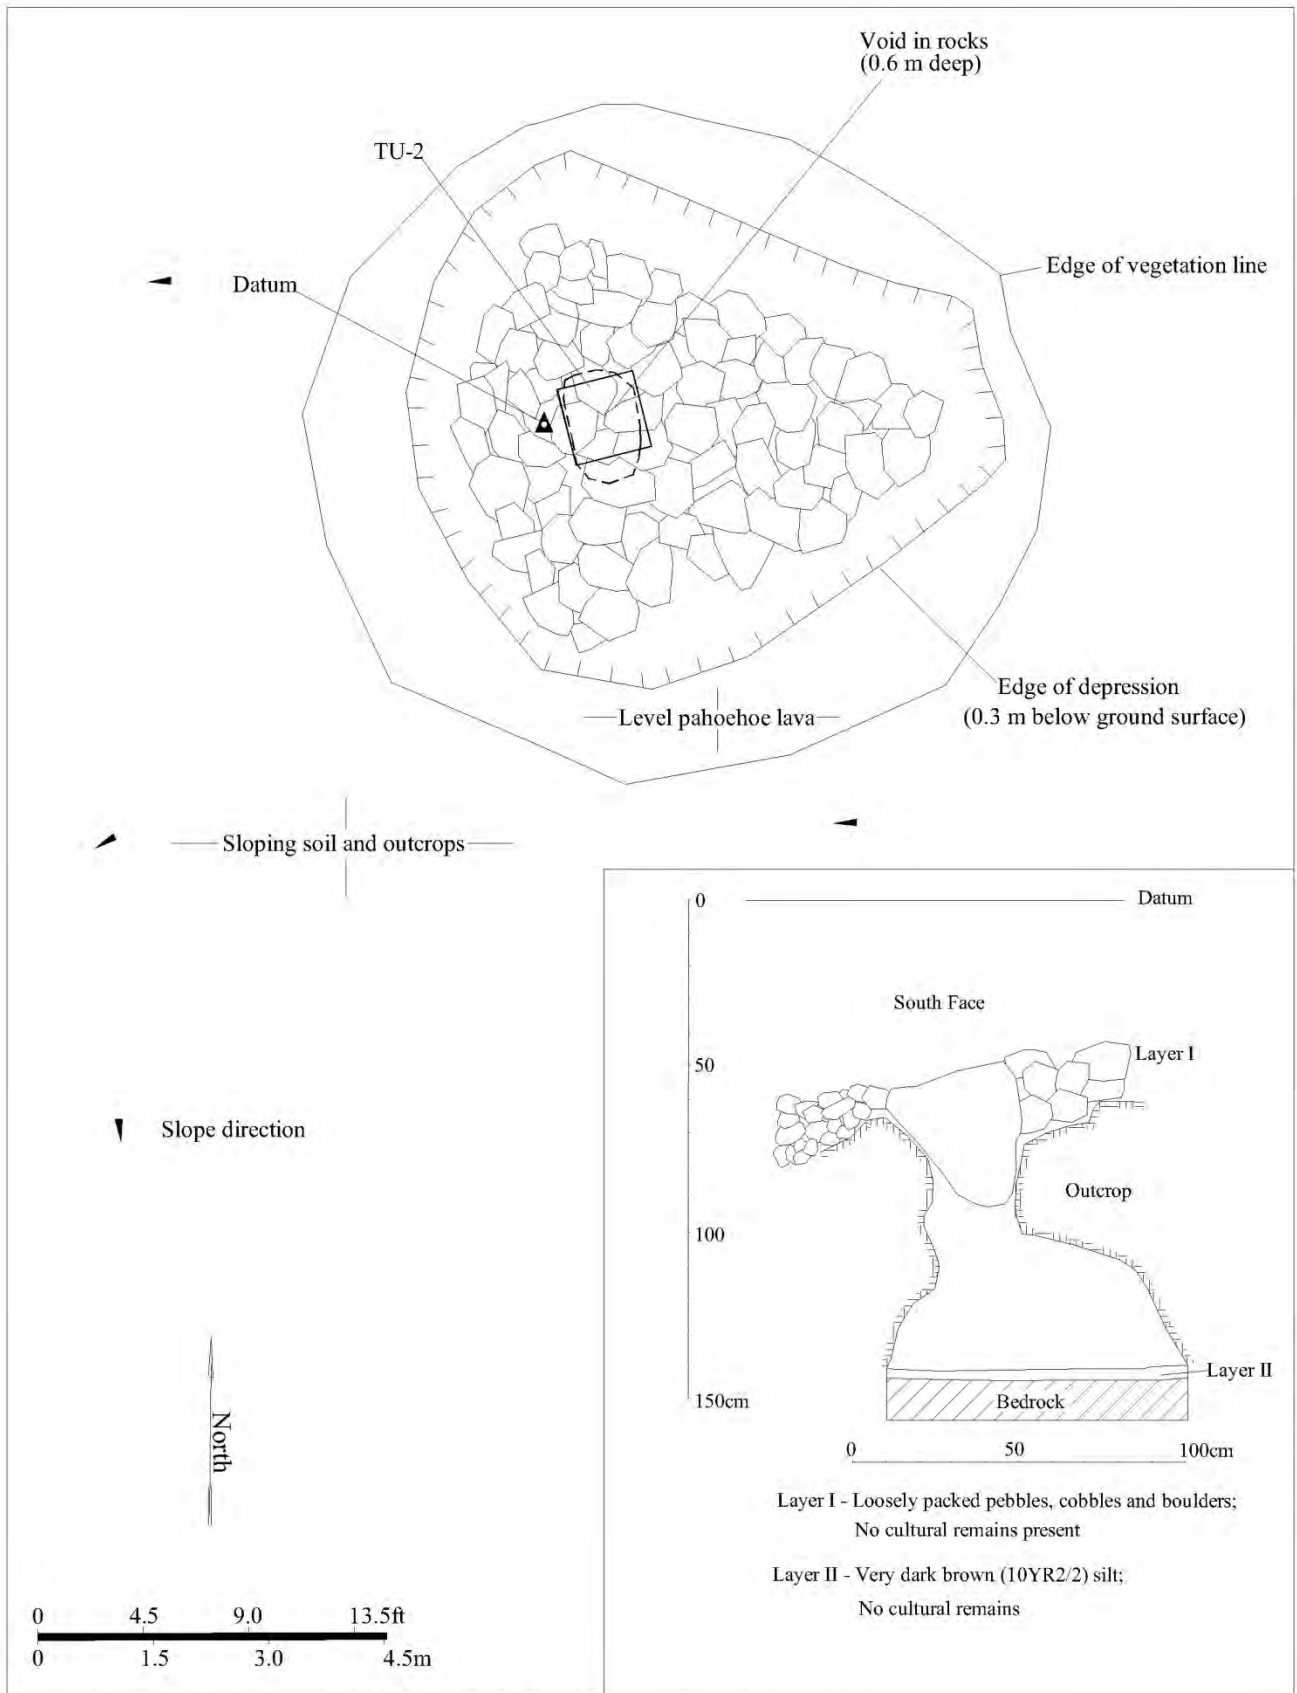 Void in rocks
(0.6 m deep)
TU-2
Edge of vegetation line
Datum
Edge of depression
(0.3 m below ground surface)
Level pahoehoe lava
Sloping soil and outcrops
0
Datum
South Face
50
Layer I
Slope direction
Outcrop
100
Layer II
150cm
Bedrock
North
0 50 100cm
Layer I - Loosely packed pebbles, cobbles and boulders;
No cultural remains present
Layer II - Very dark brown (10YR2/2) silt;
No cultural remains
0 4.5 9.0 13.5ft
0 1.5 3.0 4.5m